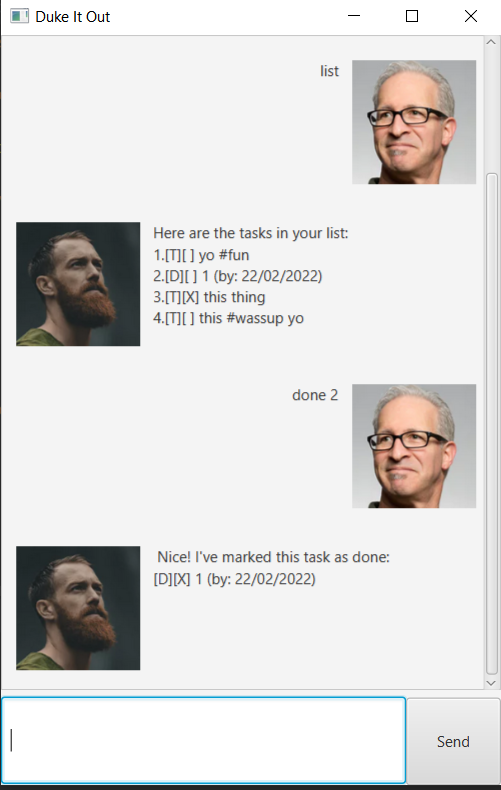 Duke It Out
list
Here are the tasks in your list:
1.[T][ ] yo #fun
2.[D][ ] 1 (by: 22/02/2022)
3.[T][X] this thing
4.[T][ ] this #wassup yo
done 2
Nice! I've marked this task as done:
[D][X] 1 (by: 22/02/2022)
Send